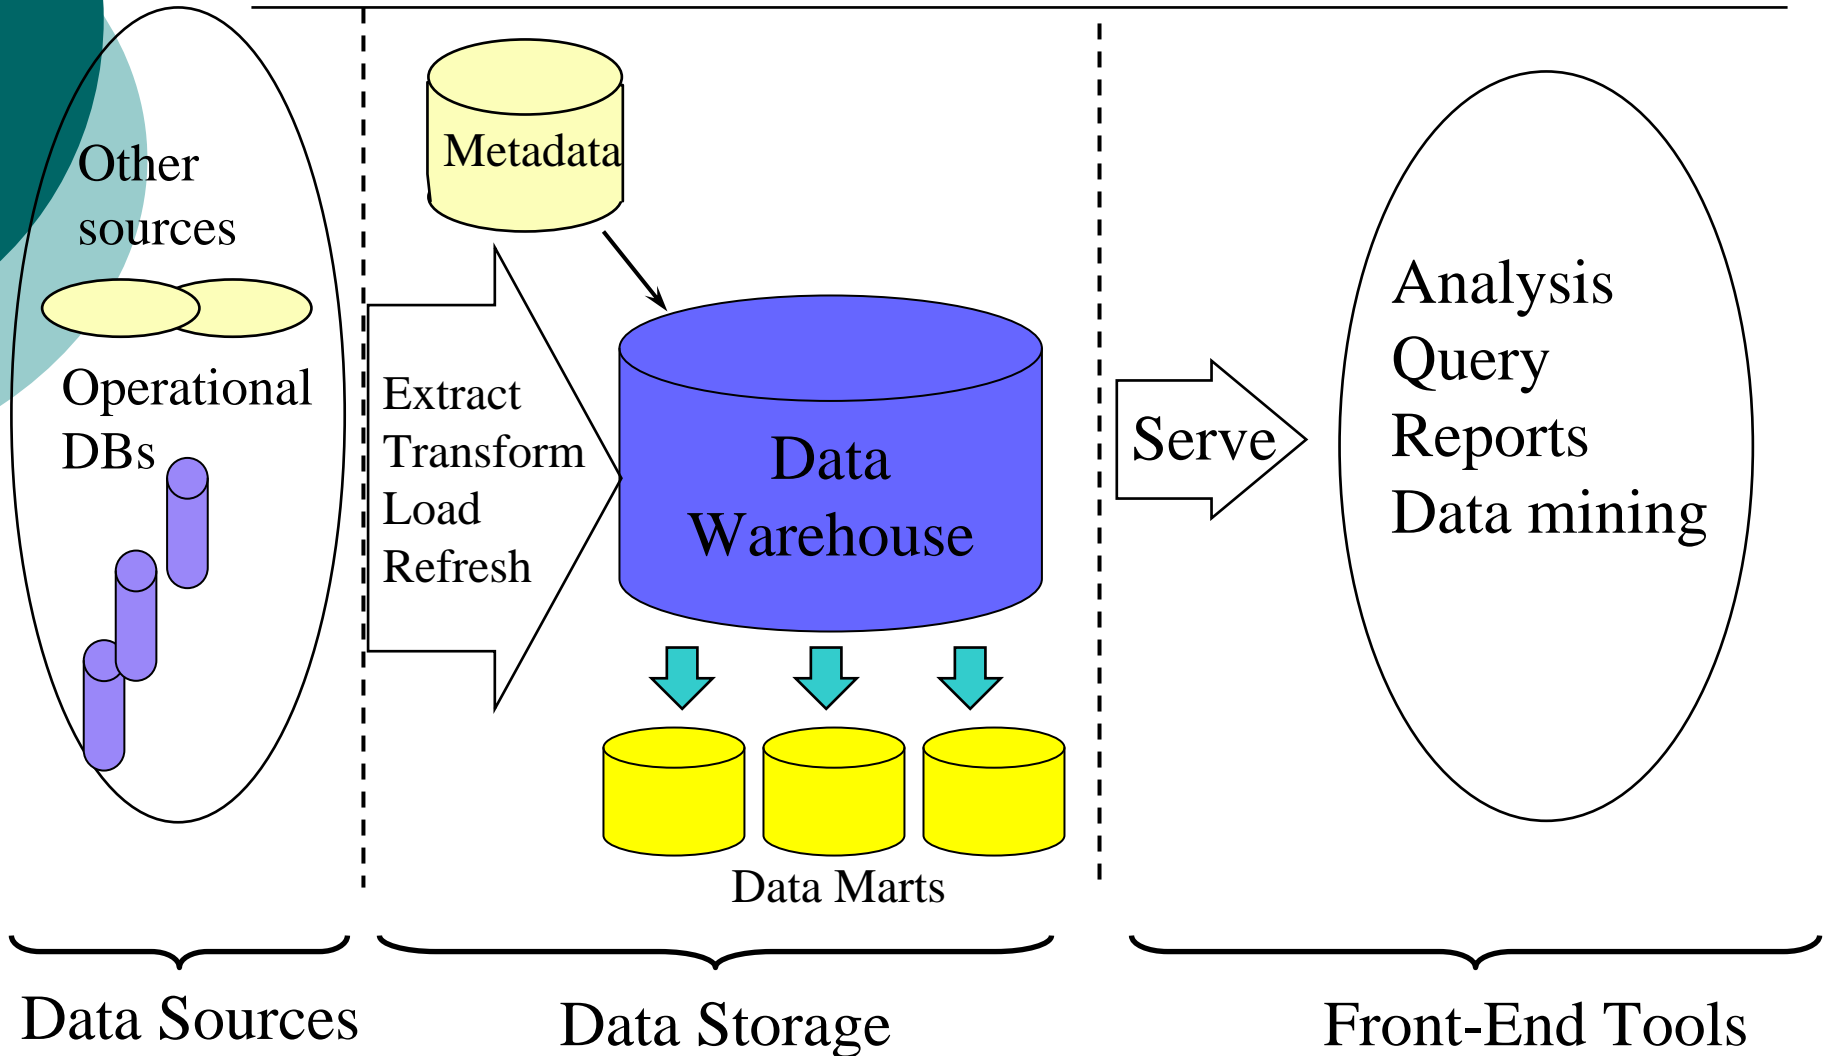 Other
sources
Operational
DBs
Metadata
Extract
Transform
Load
Refresh
Data
Warehouse
Data Marts
Serve
Analysis
Query
Reports
Data mining
Data Sources
Data Storage
Front-End Tools